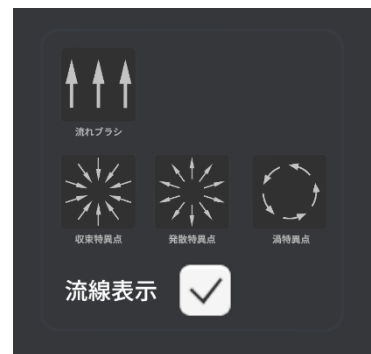 流れブラシ
収束特異点 発散特異点 渦特異点
流線表示